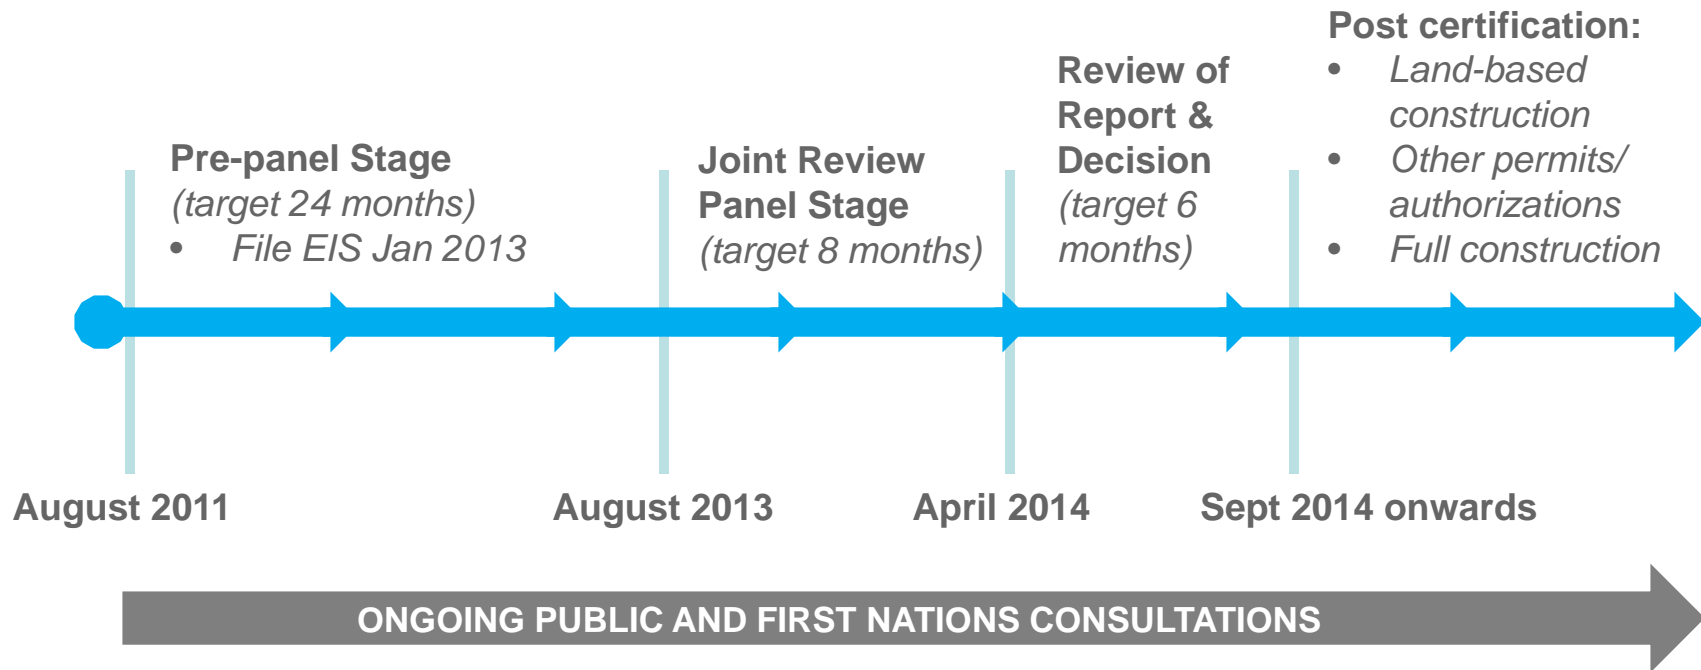 Pre-panel Stage
(target 24 months)
• File EIS Jan 2013
Joint Review
Panel Stage
(target 8 months)
Review of
Report &
Decision
(target 6
months)
Post certification:
• Land-based
construction
• Other permits/
authorizations
• Full construction
August 2011
August 2013
April 2014
Sept 2014 onwards
ONGOING PUBLIC AND FIRST NATIONS CONSULTATIONS